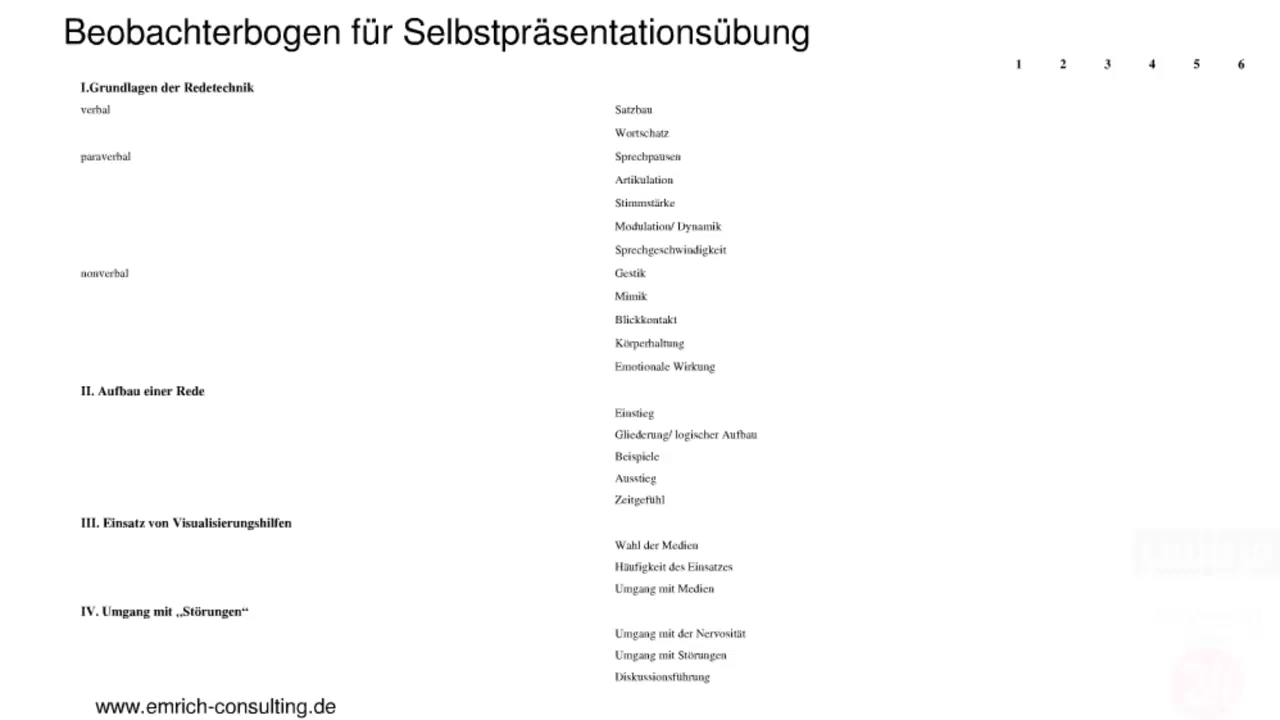 Beobachterbogen für Selbstpräsentationsübung
1 2 3 4 5 6
I.Grundlagen der Redetechnik
verbal Satzbau
Wortschatz
paraverbal Sprechpausen
Artikulation
Stimmstärke
Modulation/ Dynamik
Sprechgeschwindigkeit
nonverbal Gestik
Mimik
Blickkontakt
Körperhaltung
Emotionale Wirkung
II. Aufbau einer Rede
Einstieg
Gliederung/ logischer Aufbau
Beispiele
Ausstieg
Zeitgefühl
III. Einsatz von Visualisierungshilfen
Wahl der Medien
Häufigkeit des Einsatzes
Umgang mit Medien
IV. Umgang mit „Störungen“
Umgang mit der Nervosität
Umgang mit Störungen
Diskussionsführung
www.emrich-consulting.de